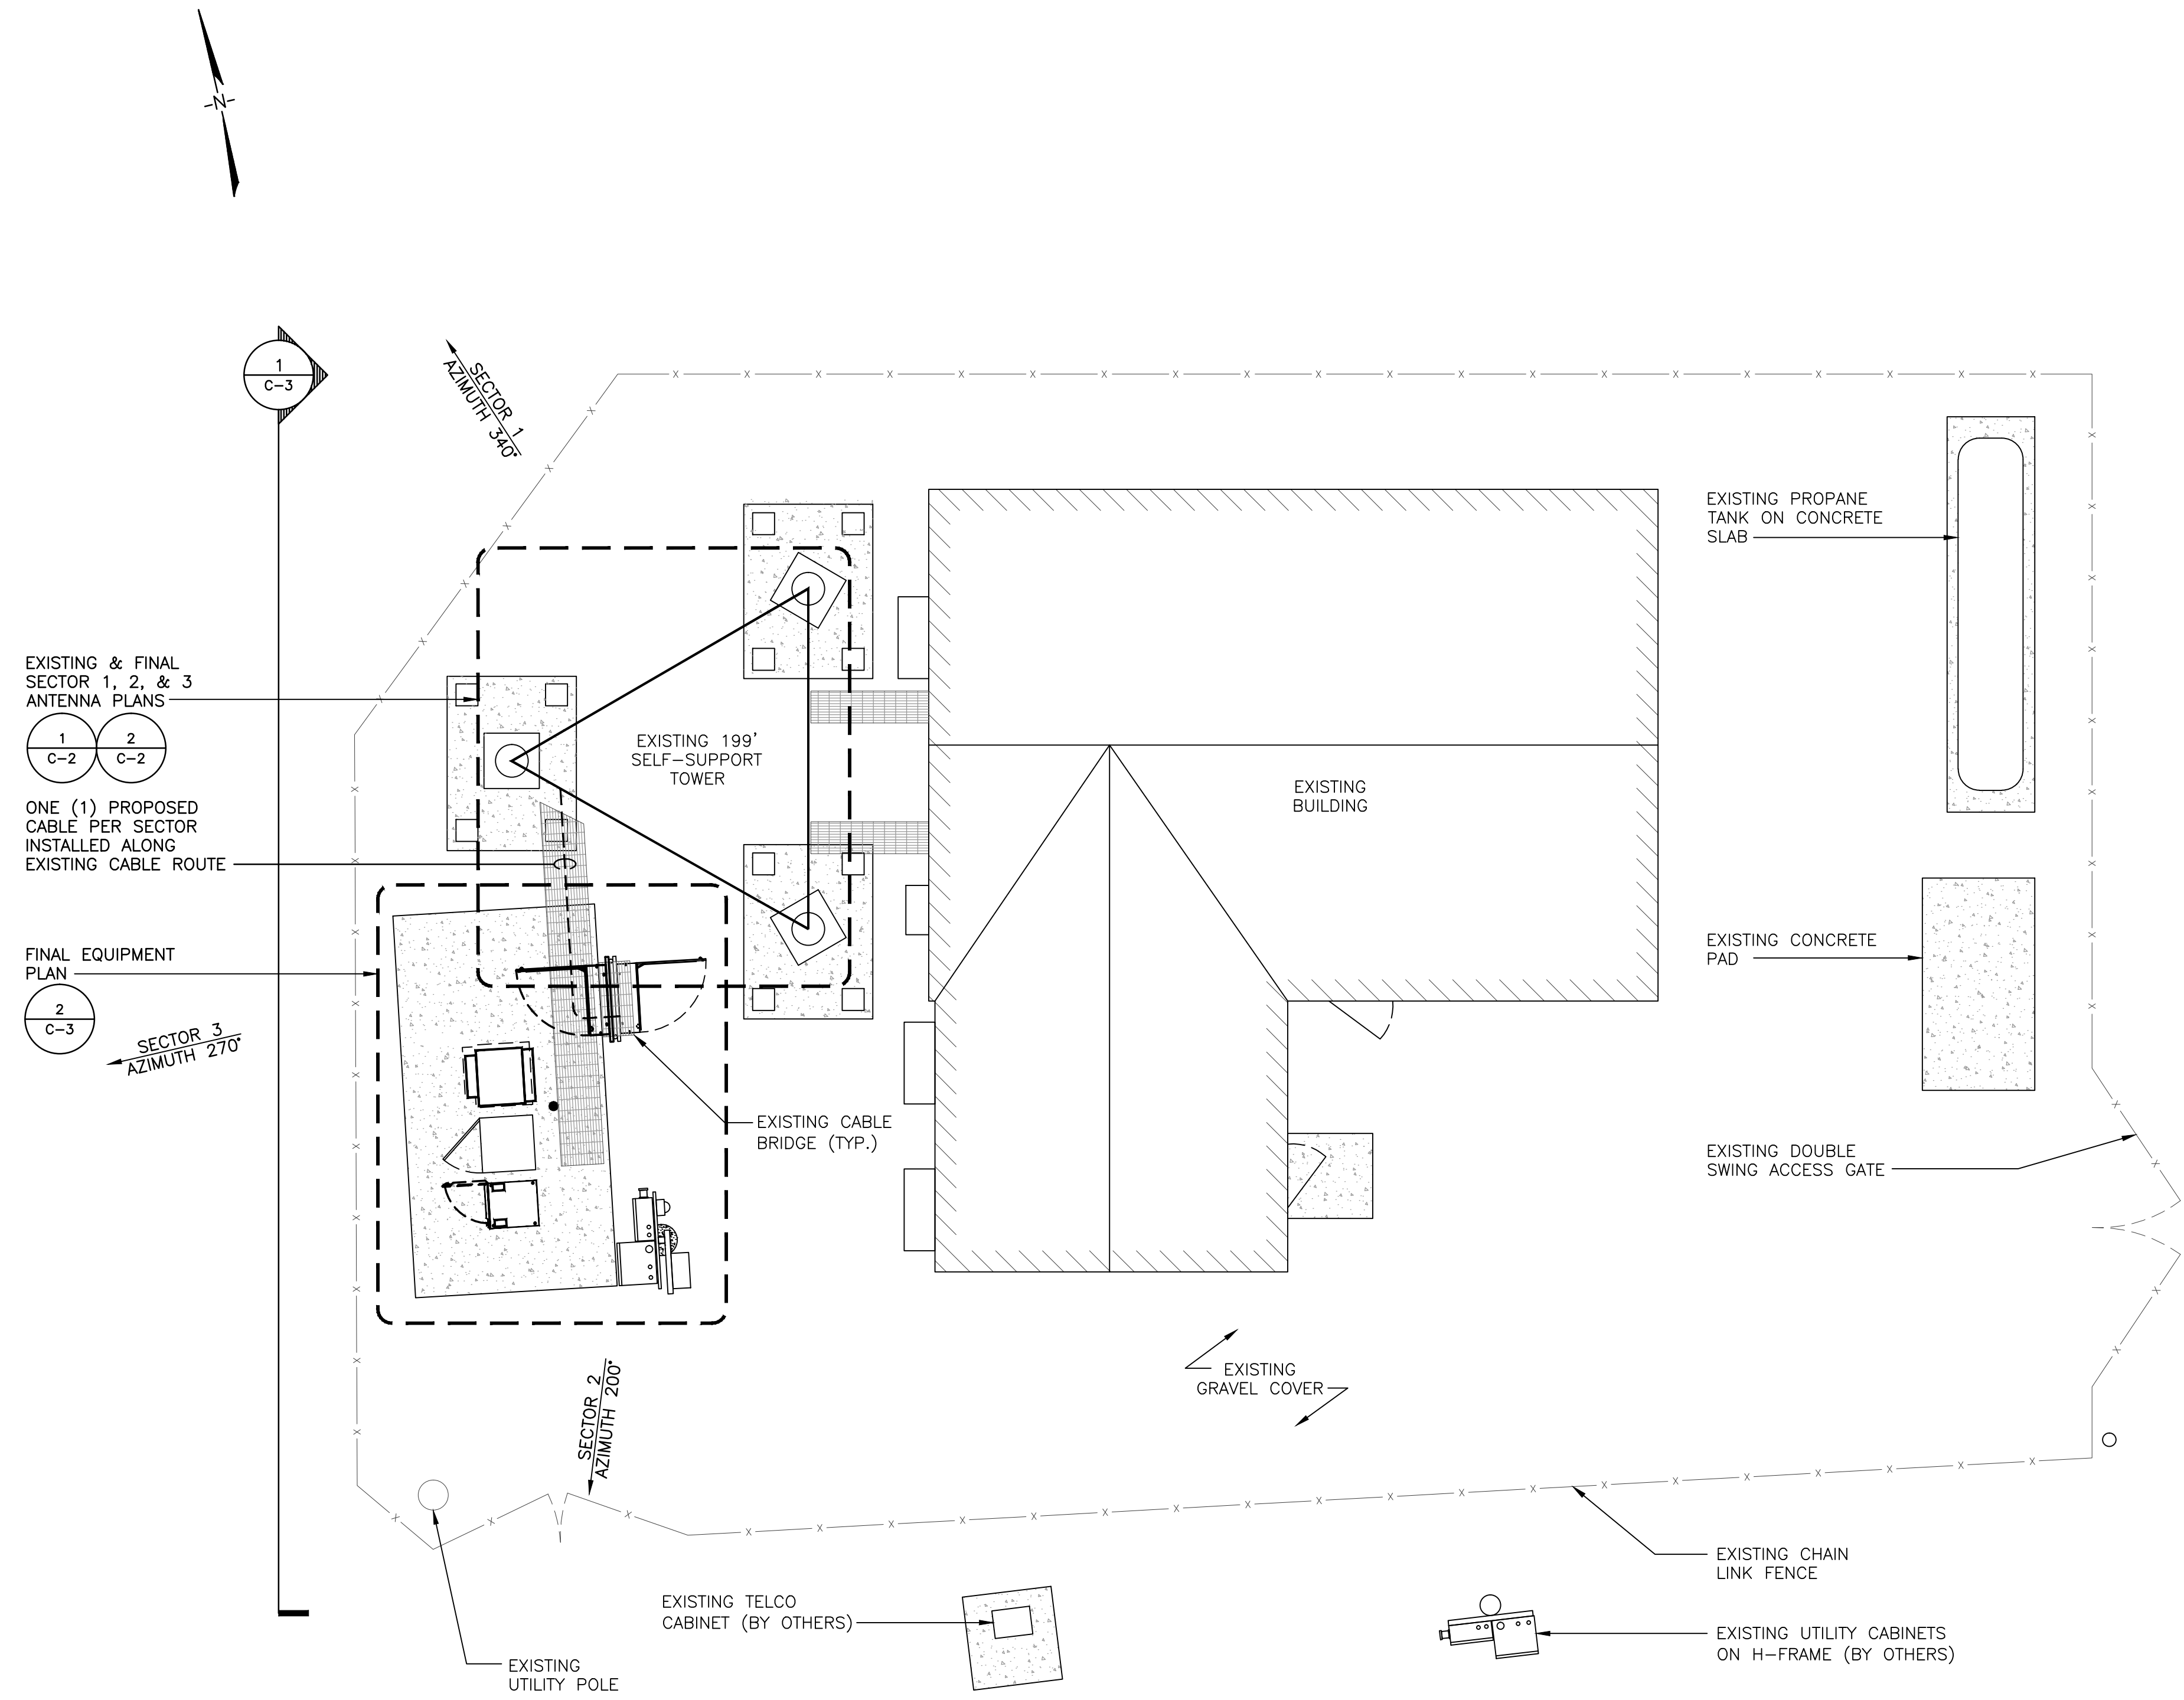 -N-
1
C-3
SECTOR 1
AZIMUTH 340°
EXISTING PROPANE
TANK ON CONCRETE
SLAB
EXISTING & FINAL
SECTOR 1, 2, & 3
ANTENNA PLANS
1
C-2
2
C-2
EXISTING 199'
SELF-SUPPORT
TOWER
EXISTING
BUILDING
ONE (1) PROPOSED
CABLE PER SECTOR
INSTALLED ALONG
EXISTING CABLE ROUTE
FINAL EQUIPMENT
PLAN
2
C-3
SECTOR 3
AZIMUTH 270°
EXISTING CONCRETE
PAD
EXISTING CABLE
BRIDGE (TYP.)
EXISTING DOUBLE
SWING ACCESS GATE
SECTOR 2
AZIMUTH 200°
EXISTING
GRAVEL COVER
EXISTING CHAIN
LINK FENCE
EXISTING TELCO
CABINET (BY OTHERS)
EXISTING UTILITY CABINETS
ON H-FRAME (BY OTHERS)
EXISTING
UTILITY POLE